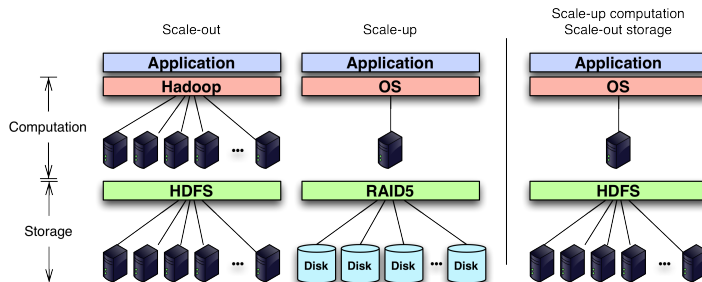 Scale-out
Scale-up
Scale-up computation
Scale-out storage
Application
Application
Application
Hadoop
OS
OS
Computation
...
HDFS
RAID5
HDFS
Storage
...
Disk
Disk
Disk
...
Disk
...